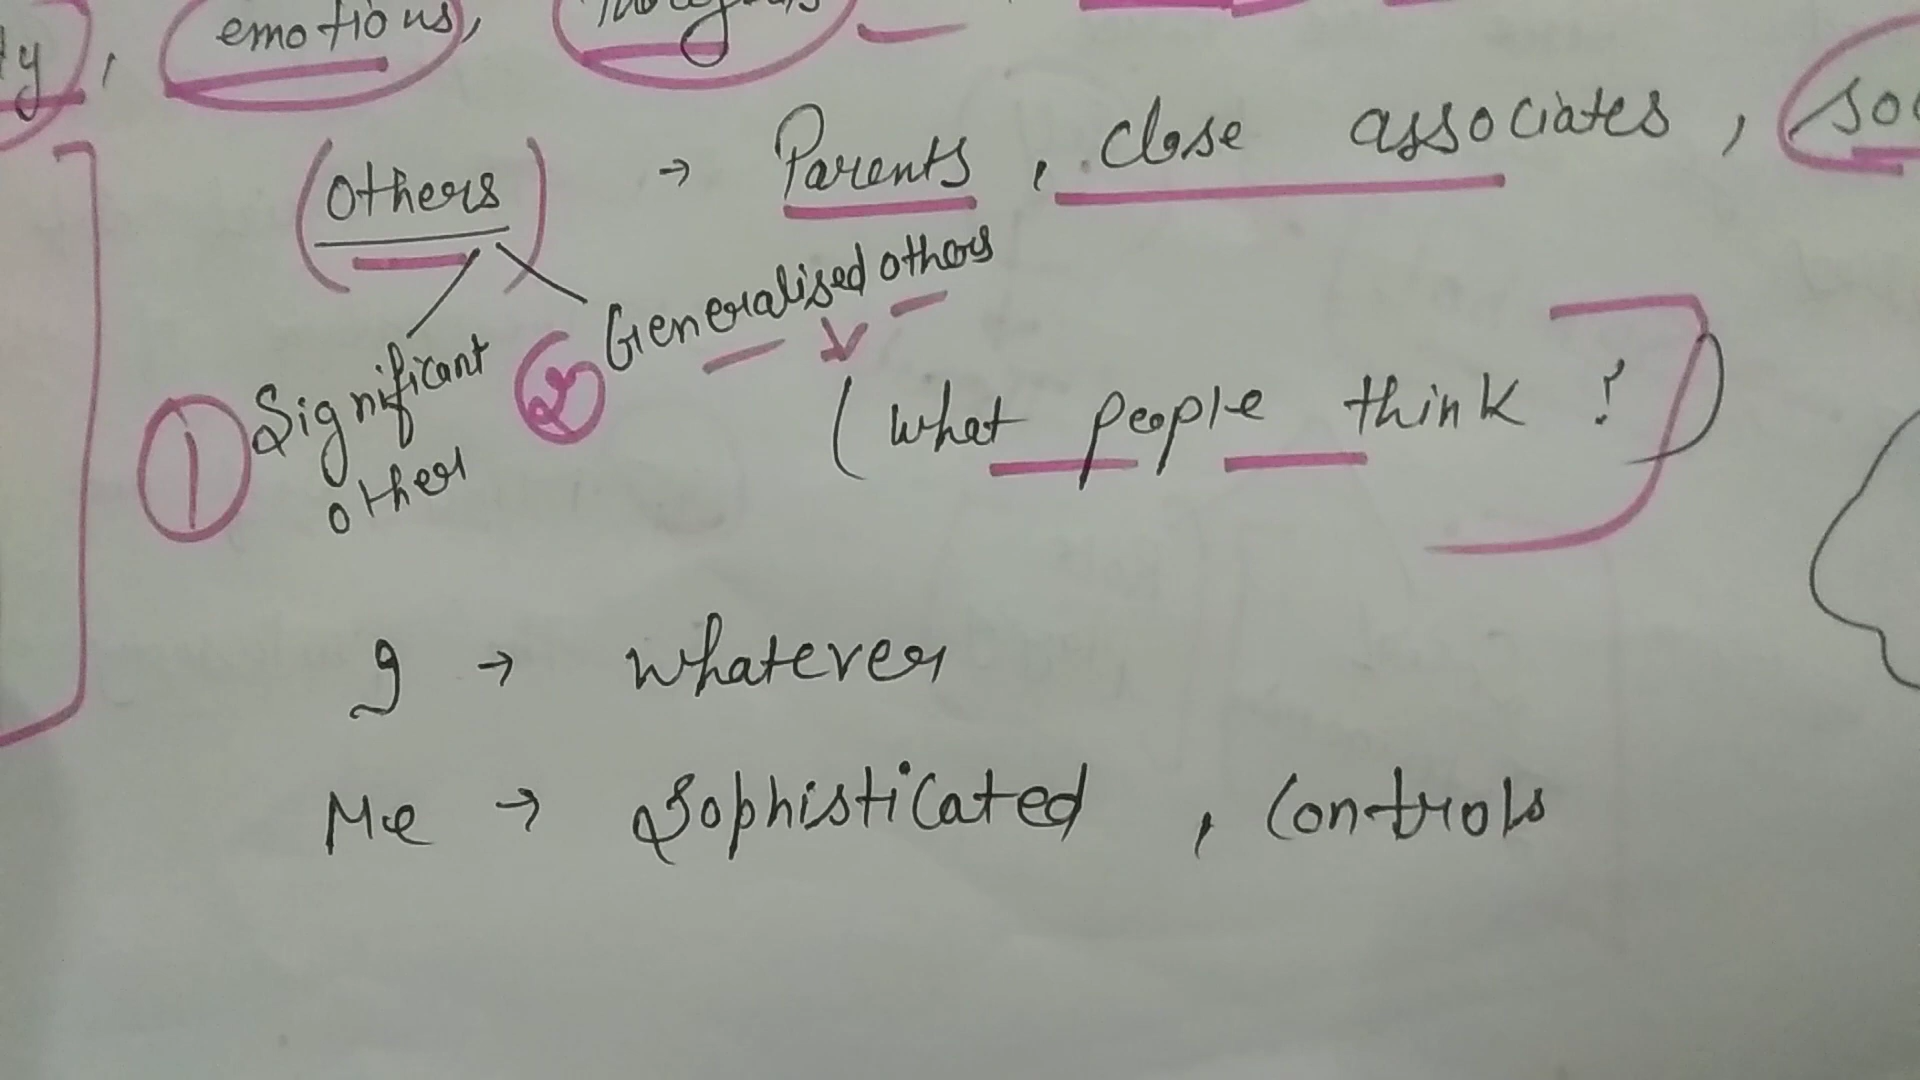 emotions,
(Others) → Parents, close associates,
② Generalised others
① Significant
other
(what people think?)
I → whatever
Me → Sophisticated, Controls